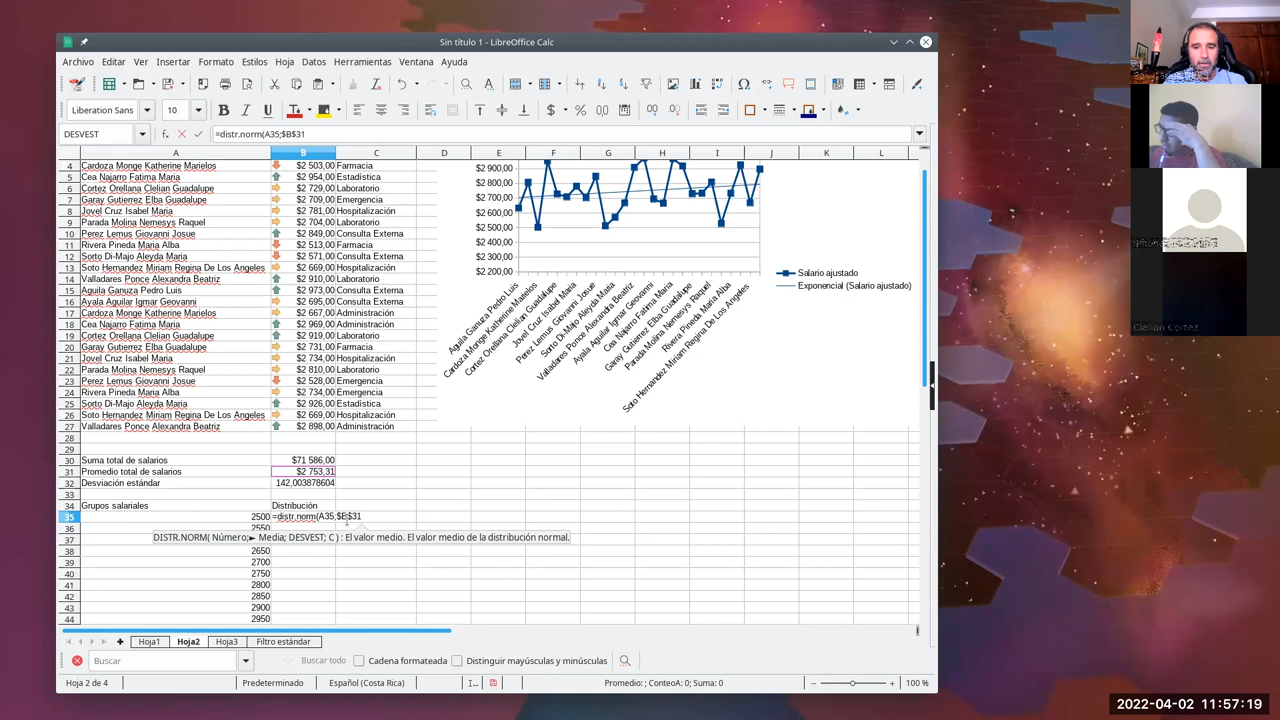 Sin título 1 - LibreOffice Calc
Archivo Editar Ver Insertar Formato Estilos Hoja Datos Herramientas Ventana Ayuda
Liberation Sans 10
DESVEST =distr.norm(A35;$B$31
A B C D E F G H I J K L
4 Cardoza Monge Katherine Marielos $2 503,00 Farmacia
5 Cea Najarro Fatima Maria $2 954,00 Estadística
6 Cortez Orellana Clelian Guadalupe $2 729,00 Laboratorio
7 Garay Gutierrez Elba Guadalupe $2 709,00 Emergencia
8 Jovel Cruz Isabel Maria $2 781,00 Hospitalización
9 Parada Molina Nemesys Raquel $2 704,00 Laboratorio
10 Perez Lemus Giovanni Josue $2 849,00 Consulta Externa
11 Rivera Pineda Maria Alba $2 513,00 Farmacia
12 Sorto Di-Majo Aleyda Maria $2 571,00 Consulta Externa
13 Soto Hernandez Miriam Regina De Los Angeles $2 669,00 Hospitalización
14 Valladares Ponce Alexandra Beatriz $2 910,00 Laboratorio
15 Aguila Ganuza Pedro Luis $2 973,00 Consulta Externa
16 Ayala Aguilar Igmar Geovanni $2 695,00 Consulta Externa
17 Cardoza Monge Katherine Marielos $2 667,00 Administración
18 Cea Najarro Fatima Maria $2 969,00 Administración
19 Cortez Orellana Clelian Guadalupe $2 919,00 Laboratorio
20 Garay Gutierrez Elba Guadalupe $2 731,00 Farmacia
21 Jovel Cruz Isabel Maria $2 734,00 Hospitalización
22 Parada Molina Nemesys Raquel $2 810,00 Laboratorio
23 Perez Lemus Giovanni Josue $2 528,00 Emergencia
24 Rivera Pineda Maria Alba $2 734,00 Emergencia
25 Sorto Di-Majo Aleyda Maria $2 926,00 Estadística
26 Soto Hernandez Miriam Regina De Los Angeles $2 669,00 Hospitalización
27 Valladares Ponce Alexandra Beatriz $2 898,00 Administración
28
29
30 Suma total de salarios $71 586,00
31 Promedio total de salarios $2 753,31
32 Desviación estándar 142,003878604
33
34 Grupos salariales Distribución
35 2500 =distr.norm(A35;$B$31
36 2550
37 DISTR.NORM( Número;► Media; DESVEST; C ) : El valor medio. El valor medio de la distribución normal.
38 2650
39 2700
40 2750
41 2800
42 2850
43 2900
44 2950
$2 900,00
$2 800,00
$2 700,00
$2 600,00
$2 500,00
$2 400,00
$2 300,00
$2 200,00
Aguila Ganuza Pedro Luis
Cardoza Monge Katherine Marielos
Cortez Orellana Clelian Guadalupe
Jovel Cruz Isabel Maria
Perez Lemus Giovanni Josue
Sorto Di-Majo Aleyda Maria
Valladares Ponce Alexandra Beatriz
Ayala Aguilar Igmar Geovanni
Cea Najarro Fatima Maria
Garay Gutierrez Elba Guadalupe
Parada Molina Nemesys Raquel
Rivera Pineda Maria Alba
Soto Hernandez Miriam Regina De Los Angeles
Salario ajustado
Exponencial (Salario ajustado)
Hoja1 Hoja2 Hoja3 Filtro estándar
Buscar Buscar todo Cadena formateada Distinguir mayúsculas y minúsculas
Hoja 2 de 4 Predeterminado Español (Costa Rica) Promedio: ; ConteoA: 0; Suma: 0 100 %
Clelian Cortez
2022-04-02 11:57:19